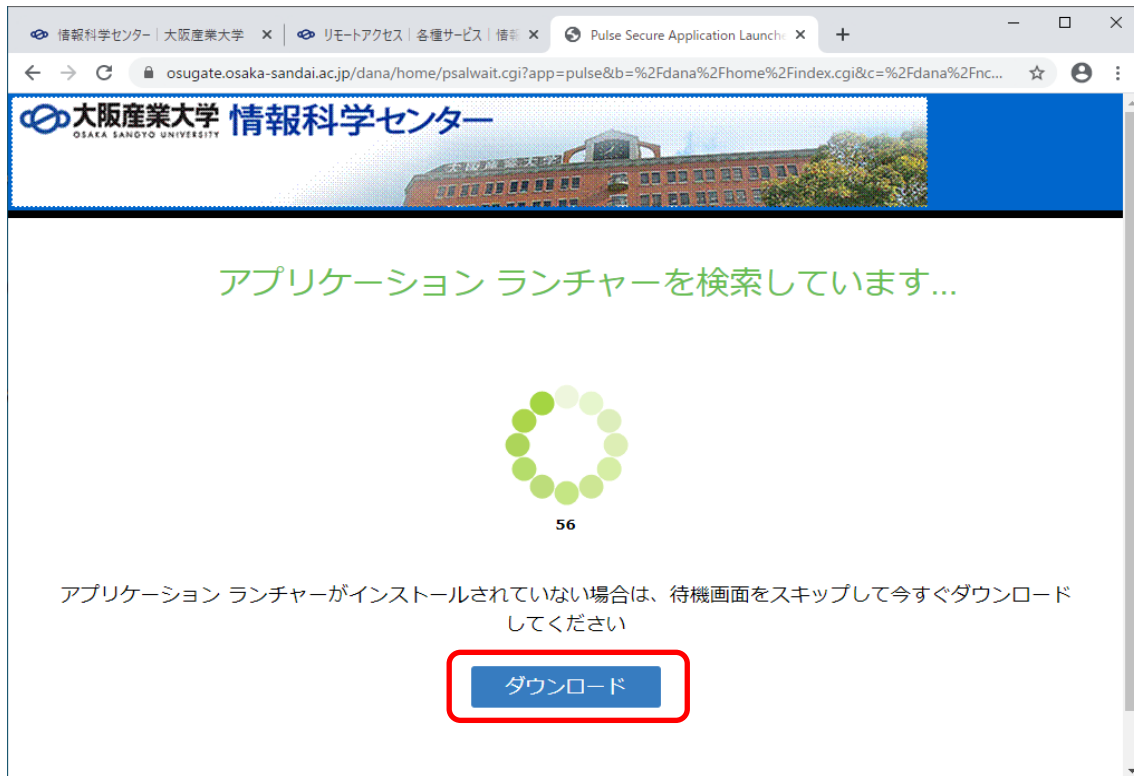 情報科学センター | 大阪産業大学
リモートアクセス | 各種サービス | 情報
Pulse Secure Application Launche
osugate.osaka-sandai.ac.jp/dana/home/psalwait.cgi?app=pulse&b=%2Fdana%2Fhome%2Findex.cgi&c=%2Fdana%2Fnc...
大阪産業大学 情報科学センター
OSAKA SANGYO UNIVERSITY
大阪産業大学
アプリケーション ランチャーを検索しています...
56
アプリケーション ランチャーがインストールされていない場合は、待機画面をスキップして今すぐダウンロード
してください
ダウンロード